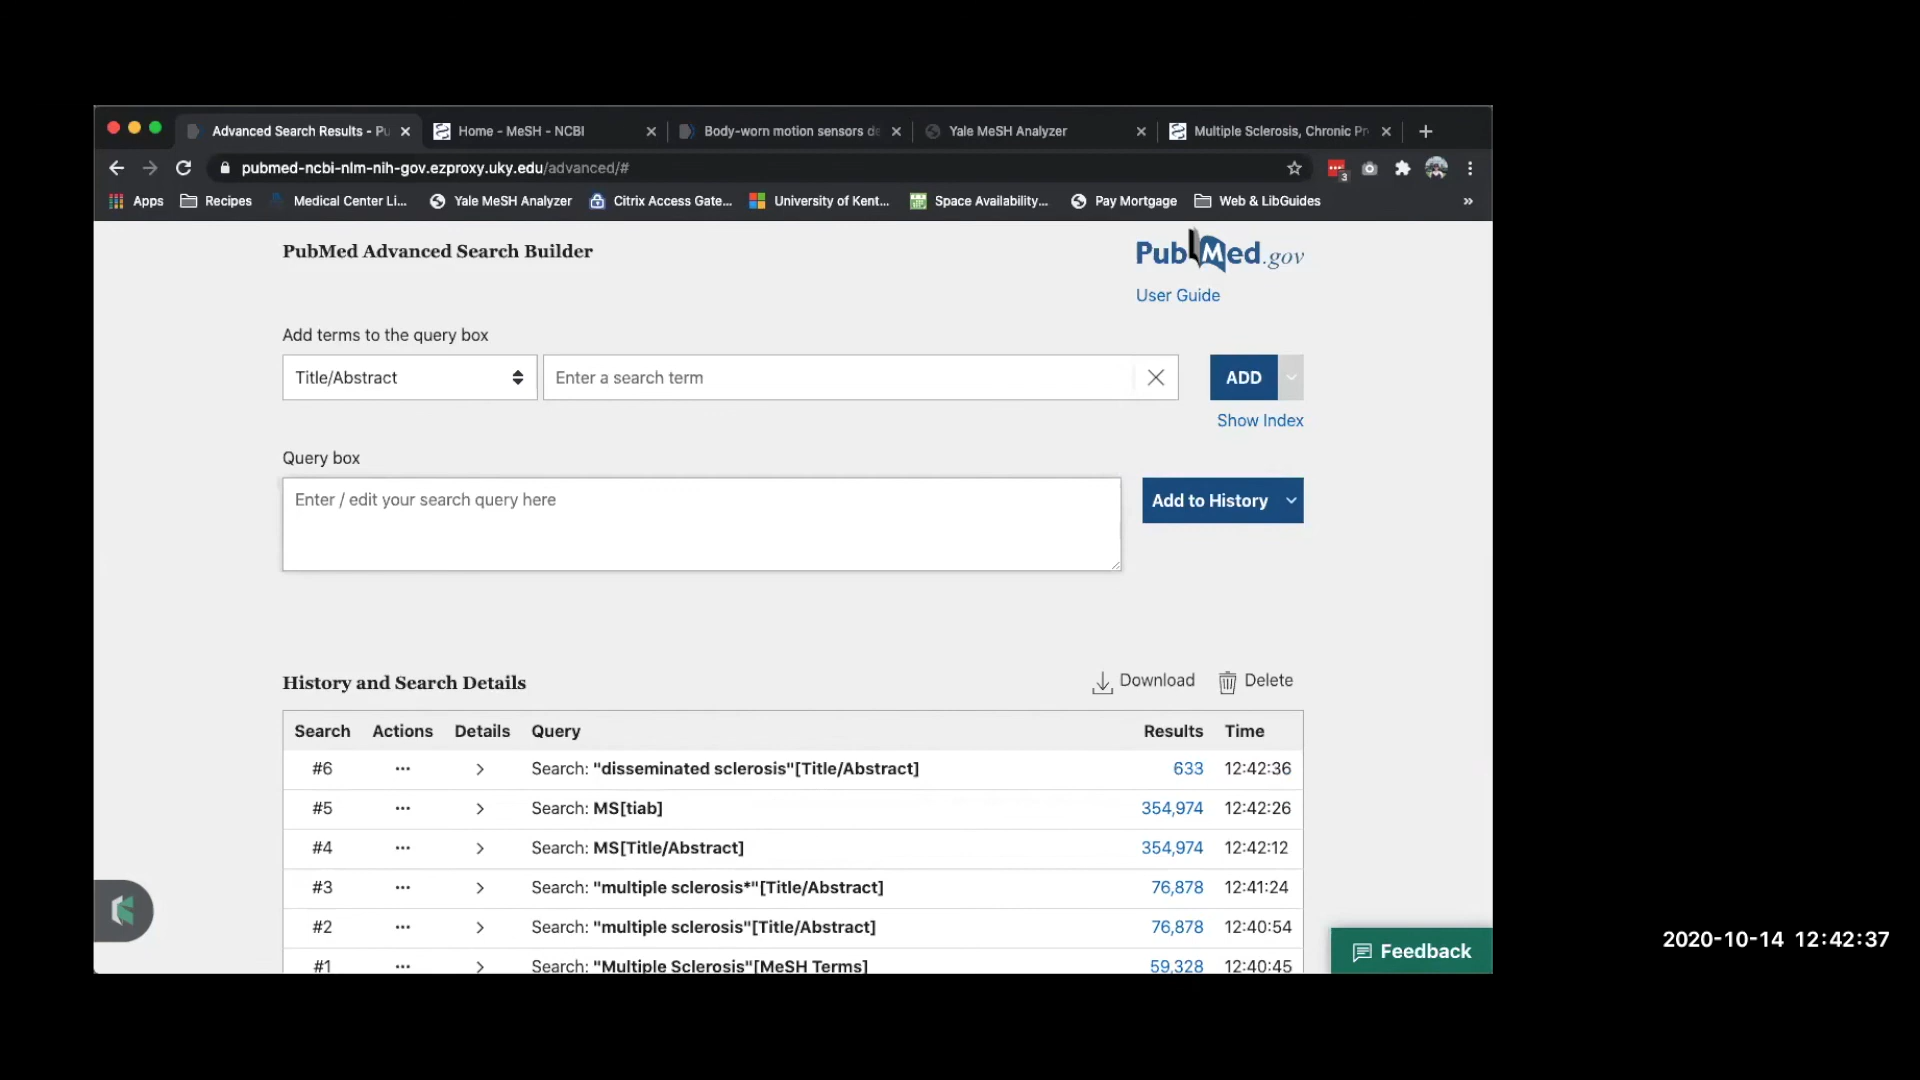 Advanced Search Results - Pu
Home - MeSH - NCBI
Body-worn motion sensors de
Yale MeSH Analyzer
Multiple Sclerosis, Chronic Pr
pubmed-ncbi-nlm-nih-gov.ezproxy.uky.edu/advanced/#
3
Apps
Recipes
Medical Center Li...
Yale MeSH Analyzer
Citrix Access Gate...
University of Kent...
Space Availability...
Pay Mortgage
Web & LibGuides
»
PubMed Advanced Search Builder
PubMed.gov
User Guide
Add terms to the query box
Title/Abstract
Enter a search term
ADD
Show Index
Query box
Enter / edit your search query here
Add to History
History and Search Details
Download
Delete
Search Actions Details Query Results Time
#6 ... > Search: "disseminated sclerosis"[Title/Abstract] 633 12:42:36
#5 ... > Search: MS[tiab] 354,974 12:42:26
#4 ... > Search: MS[Title/Abstract] 354,974 12:42:12
#3 ... > Search: "multiple sclerosis*"[Title/Abstract] 76,878 12:41:24
#2 ... > Search: "multiple sclerosis"[Title/Abstract] 76,878 12:40:54
#1 ... > Search: "Multiple Sclerosis"[MeSH Terms] 59,328 12:40:45
Feedback
2020-10-14 12:42:37